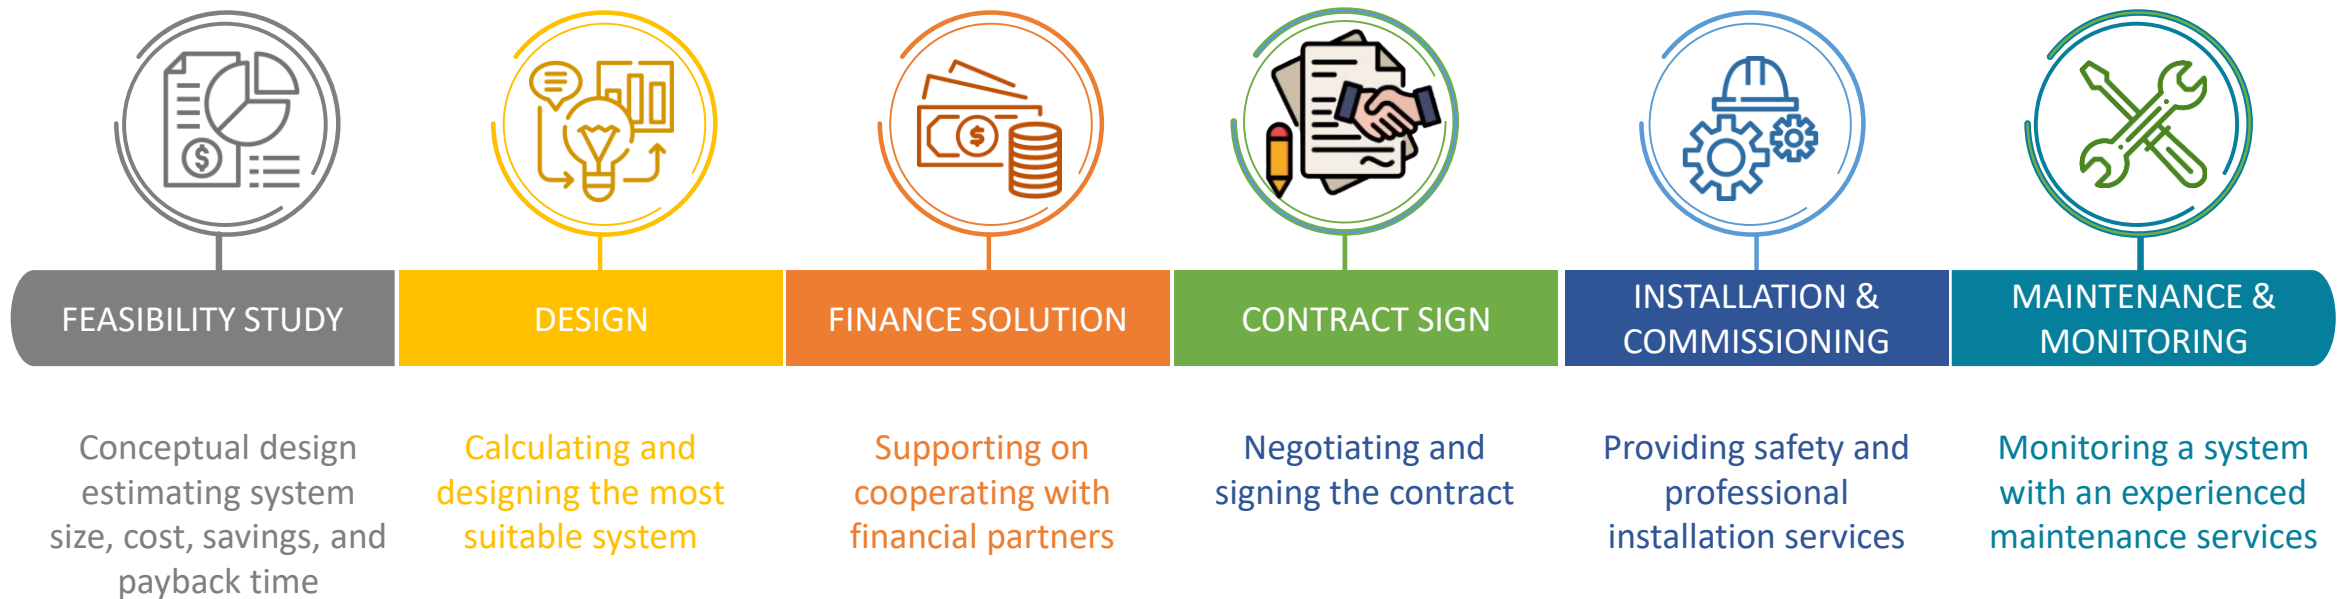 FEASIBILITY STUDY
DESIGN
FINANCE SOLUTION
CONTRACT SIGN
INSTALLATION &
COMMISSIONING
MAINTENANCE &
MONITORING
Conceptual design
estimating system
size, cost, savings, and
payback time
Calculating and
designing the most
suitable system
Supporting on
cooperating with
financial partners
Negotiating and
signing the contract
Providing safety and
professional
installation services
Monitoring a system
with an experienced
maintenance services